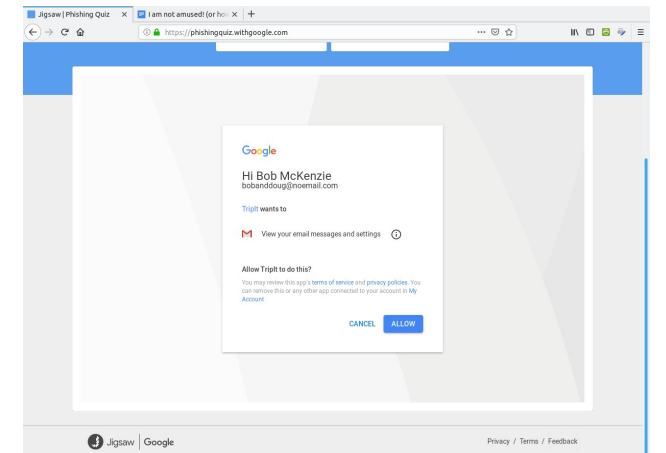 Jigsaw | Phishing Quiz
I am not amused! (or ho
https://phishingquiz.withgoogle.com
Google
Hi Bob McKenzie
bobanddoug@noemail.com
TripIt wants to
View your email messages and settings
Allow TripIt to do this?
You may review this app's terms of service and privacy policies. You
can remove this or any other app connected to your account in My
Account
CANCEL ALLOW
Jigsaw | Google
Privacy / Terms / Feedback